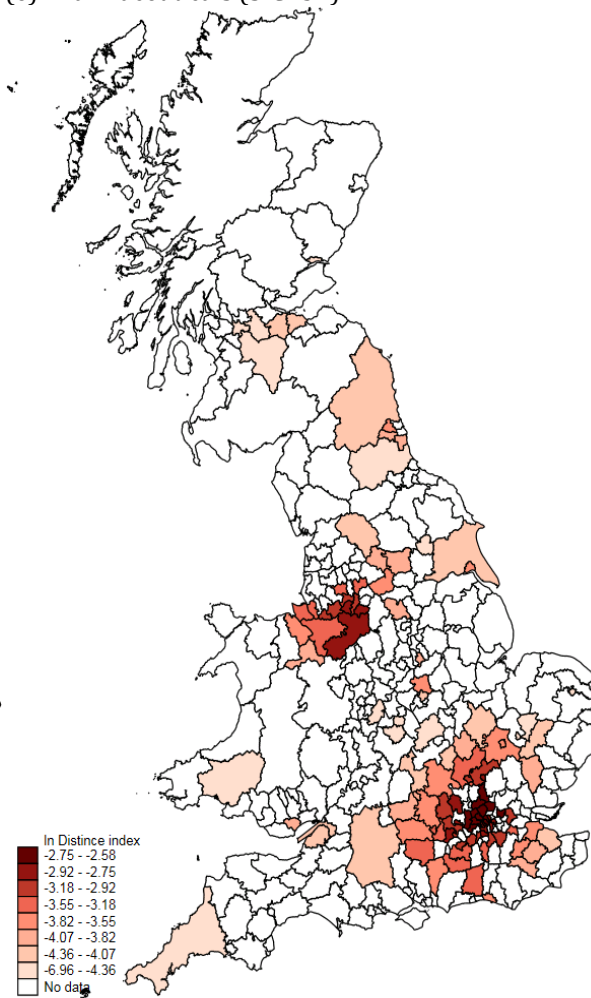 In Distince index
-2.75 - -2.58
-2.92 - -2.75
-3.18 - -2.92
-3.55 - -3.18
-3.82 - -3.55
-4.07 - -3.82
-4.36 - -4.07
-6.96 - -4.36
No data